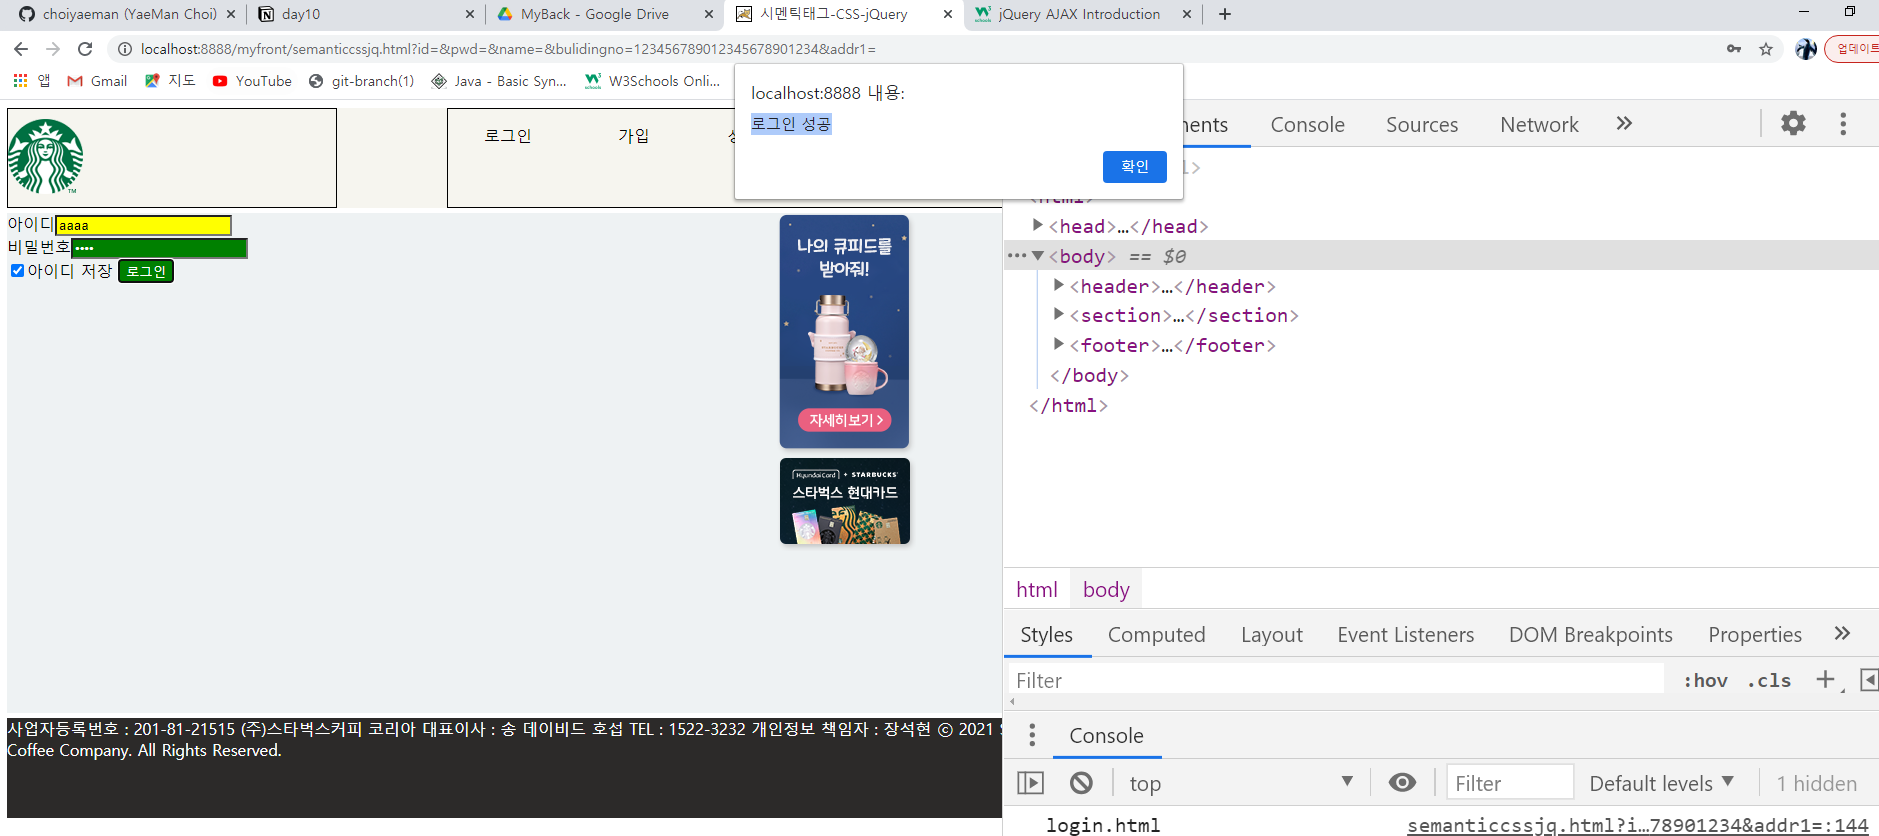 choiyaeman (YaeMan Choi)
day10
MyBack - Google Drive
시멘틱태그-CSS-jQuery
jQuery AJAX Introduction
localhost:8888/myfront/semanticcssjq.html?id=&pwd=&name=&bulidingno=123456789012345678901234&addr1=
업데이트
앱
Gmail
지도
YouTube
git-branch(1)
Java - Basic Syn...
W3Schools Onli...
localhost:8888 내용:
로그인 성공
확인
로그인
가입
아이디 aaaa
비밀번호 ••••
아이디 저장 로그인
나의 큐피드를
받아줘!
자세히보기 >
HyundaiCard + STARBUCKS
스타벅스 현대카드
사업자등록번호 : 201-81-21515 (주)스타벅스커피 코리아 대표이사 : 송 데이비드 호섭 TEL : 1522-3232 개인정보 책임자 : 장석현 ⓒ 2021
Coffee Company. All Rights Reserved.
ents Console Sources Network »
<head>…</head>
<body> == $0
<header>…</header>
<section>…</section>
<footer>…</footer>
</body>
</html>
html body
Styles Computed Layout Event Listeners DOM Breakpoints Properties »
Filter :hov .cls +
Console
top Filter Default levels 1 hidden
login.html semanticcssjq.html?i…78901234&addr1=:144